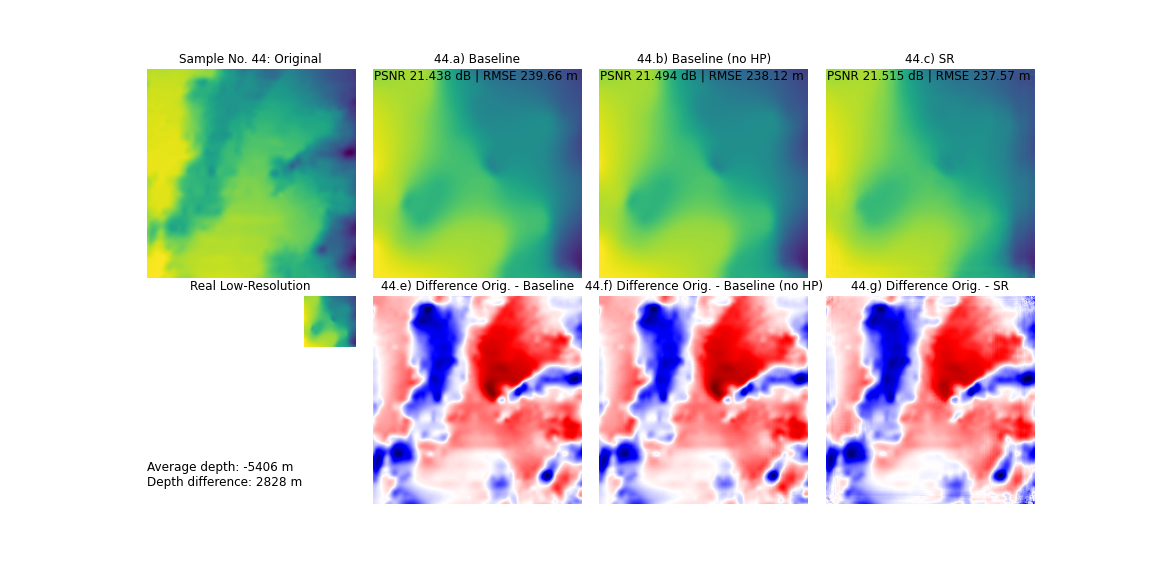 Sample No. 44: Original
44.a) Baseline
44.b) Baseline (no HP)
44.c) SR
PSNR 21.438 dB | RMSE 239.66 m
PSNR 21.494 dB | RMSE 238.12 m
PSNR 21.515 dB | RMSE 237.57 m
Real Low-Resolution
44.e) Difference Orig. - Baseline
44.f) Difference Orig. - Baseline (no HP)
44.g) Difference Orig. - SR
Average depth: -5406 m
Depth difference: 2828 m